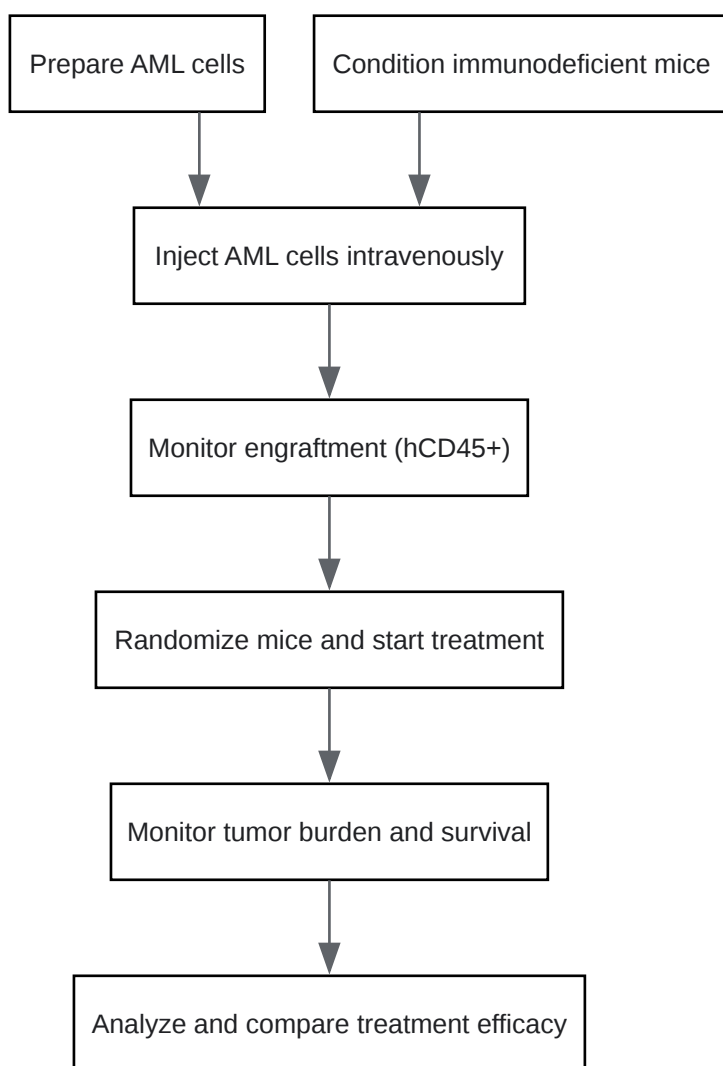 Prepare AML cells
Condition immunodeficient mice
Inject AML cells intravenously
Monitor engraftment (hCD45+)
Randomize mice and start treatment
Monitor tumor burden and survival
Analyze and compare treatment efficacy